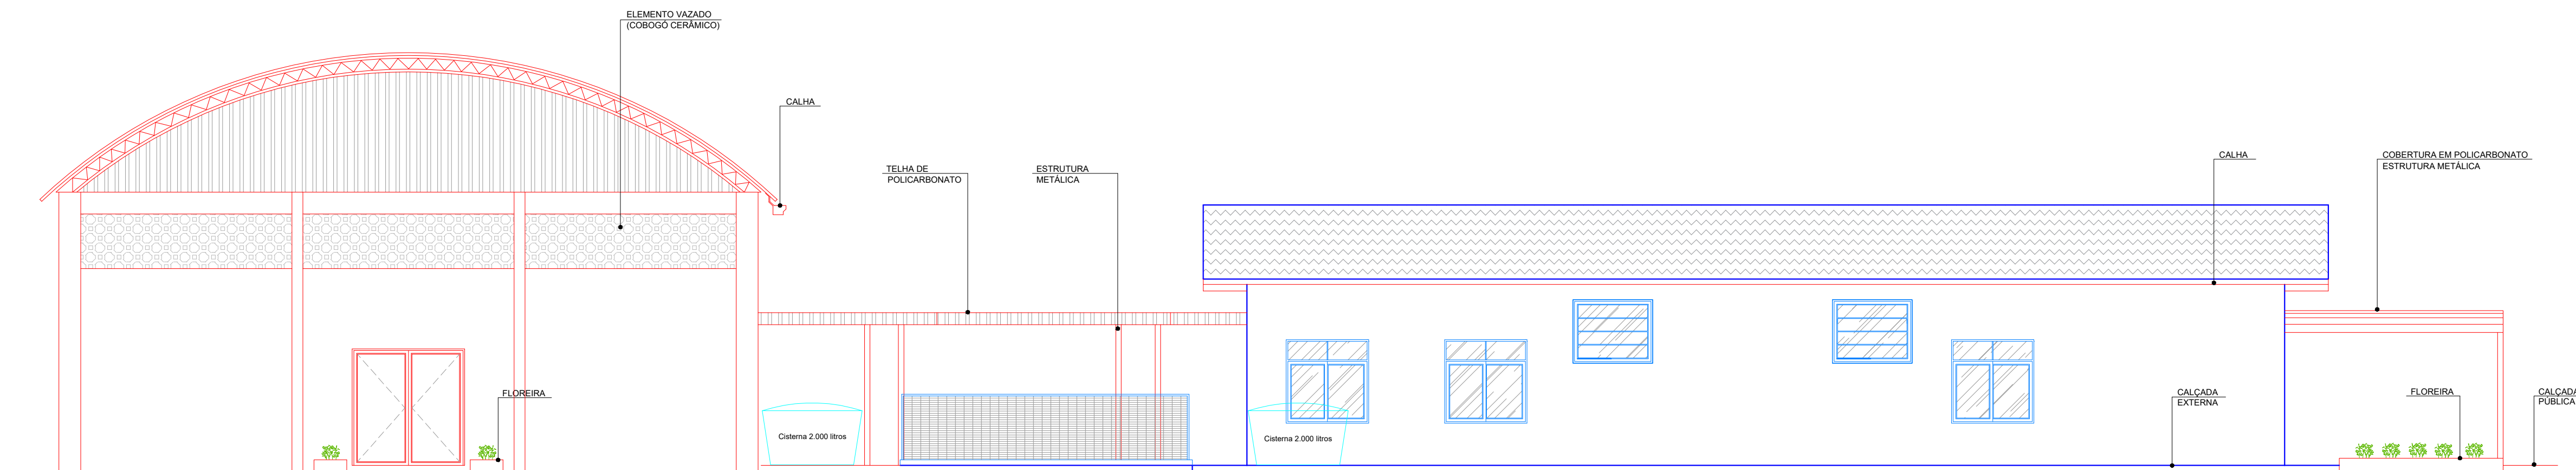 ELEMENTO VAZADO
(COBOGÓ CERÂMICO)
CALHA
TELHA DE
POLICARBONATO
ESTRUTURA
METÁLICA
CALHA
COBERTURA EM POLICARBONATO
ESTRUTURA METÁLICA
FLOREIRA
Cisterna 2.000 litros
Cisterna 2.000 litros
CALÇADA
EXTERNA
FLOREIRA
CALÇADA
PÚBLICA